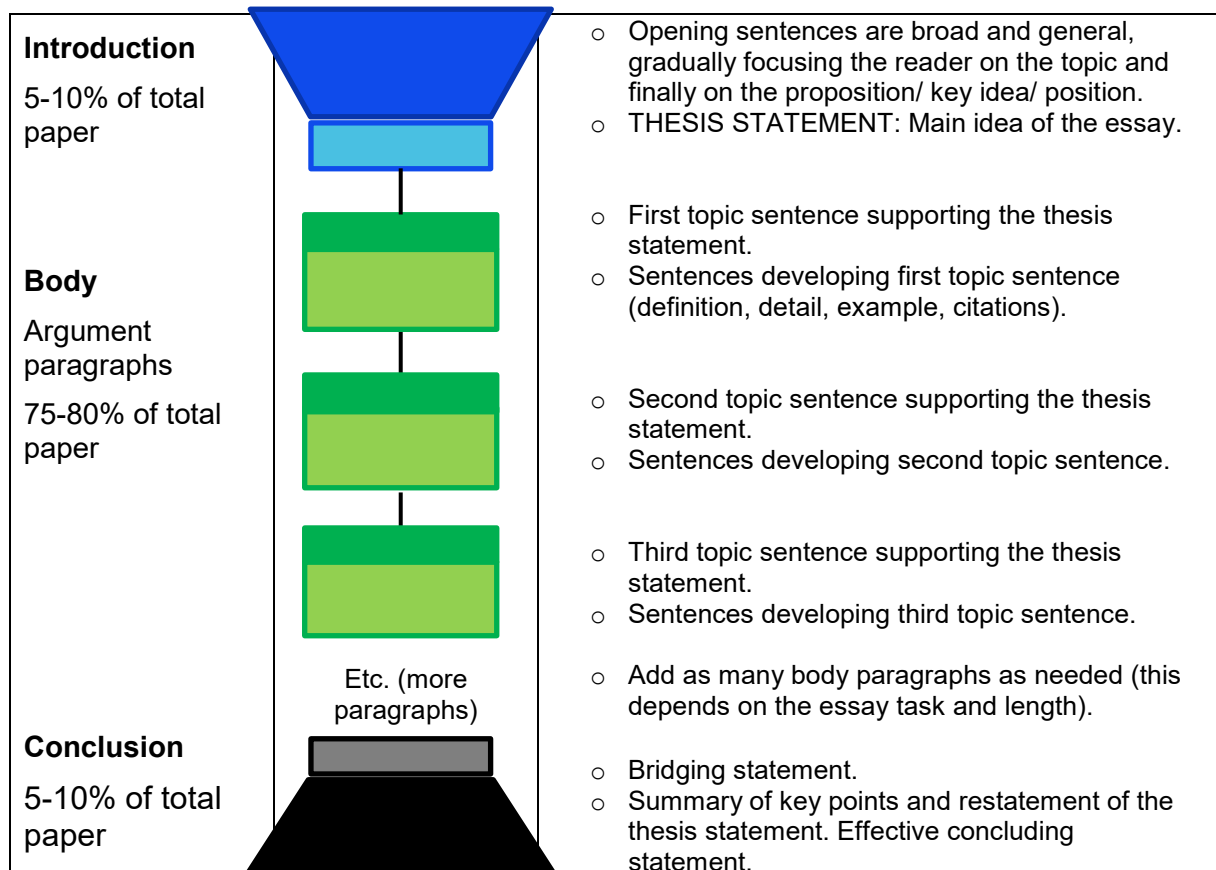 Introduction
5-10% of total
paper
○ Opening sentences are broad and general,
gradually focusing the reader on the topic and
finally on the proposition/ key idea/ position.
○ THESIS STATEMENT: Main idea of the essay.
Body
Argument
paragraphs
75-80% of total
paper
○ First topic sentence supporting the thesis
statement.
○ Sentences developing first topic sentence
(definition, detail, example, citations).
○ Second topic sentence supporting the thesis
statement.
○ Sentences developing second topic sentence.
○ Third topic sentence supporting the thesis
statement.
○ Sentences developing third topic sentence.
Etc. (more
paragraphs)
○ Add as many body paragraphs as needed (this
depends on the essay task and length).
Conclusion
5-10% of total
paper
○ Bridging statement.
○ Summary of key points and restatement of the
thesis statement. Effective concluding
statement.